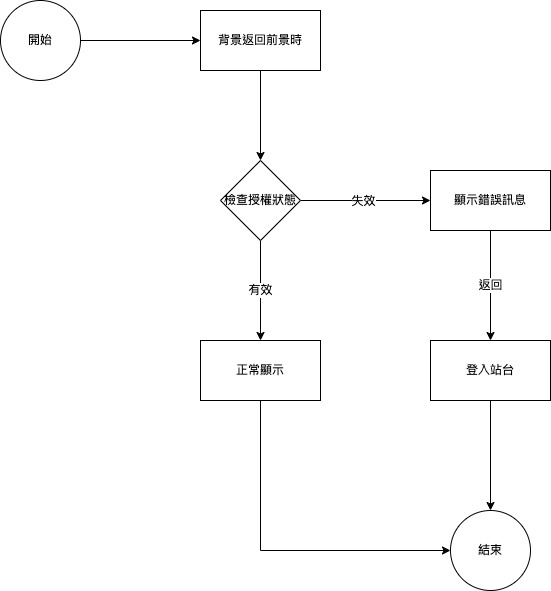 開始
背景返回前景時
檢查授權狀態
失效
顯示錯誤訊息
有效
返回
正常顯示
登入站台
結束